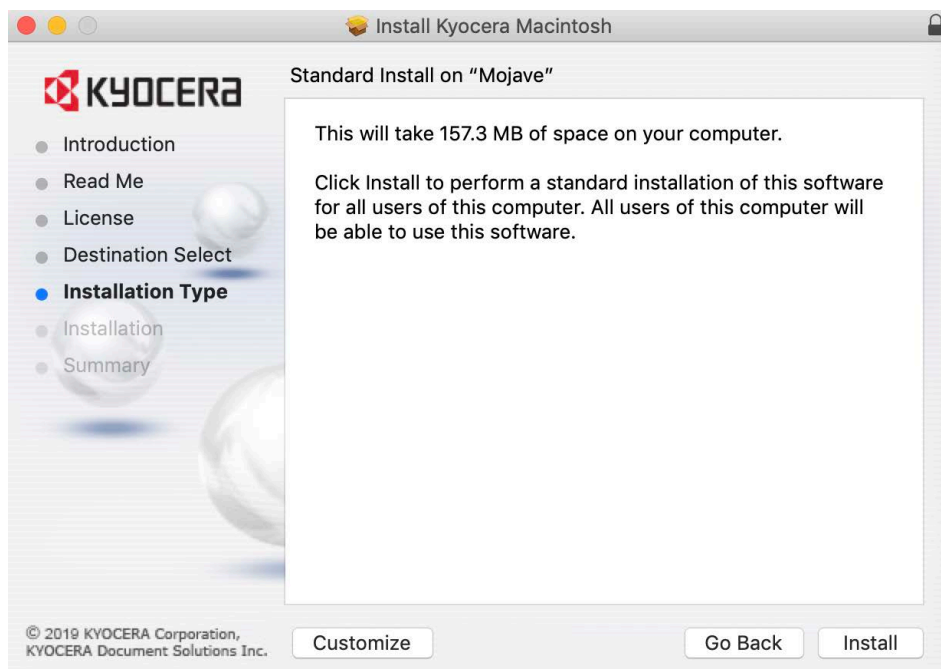 Install Kyocera Macintosh
KYOCERA
Standard Install on “Mojave”
Introduction
Read Me
License
Destination Select
Installation Type
Installation
Summary
This will take 157.3 MB of space on your computer.
Click Install to perform a standard installation of this software
for all users of this computer. All users of this computer will
be able to use this software.
© 2019 KYOCERA Corporation,
KYOCERA Document Solutions Inc.
Customize
Go Back
Install